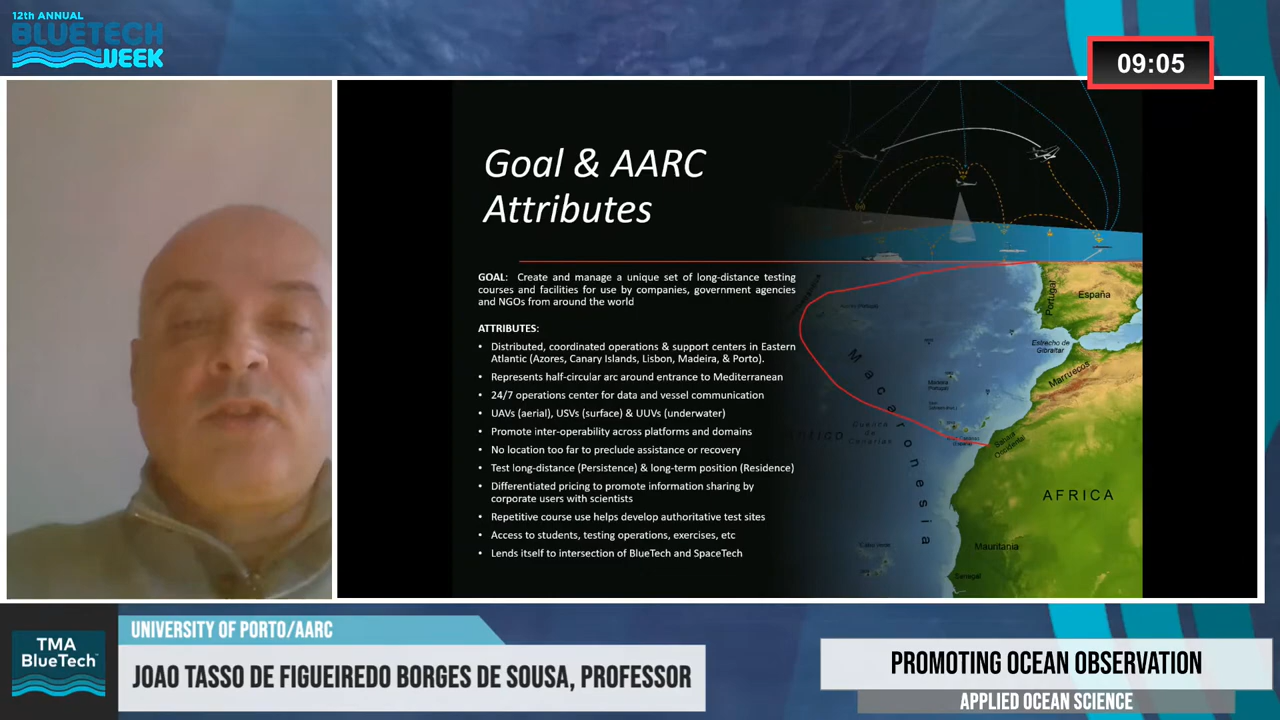 12th ANNUAL
BLUETECH
WEEK
09:05
Goal & AARC
Attributes
GOAL: Create and manage a unique set of long-distance testing
courses and facilities for use by companies, government agencies
and NGOs from around the world
ATTRIBUTES:
• Distributed, coordinated operations & support centers in Eastern
Atlantic (Azores, Canary Islands, Lisbon, Madeira, & Porto).
• Represents half-circular arc around entrance to Mediterranean
• 24/7 operations center for data and vessel communication
• UAVs (aerial), USVs (surface) & UUVs (underwater)
• Promote inter-operability across platforms and domains
• No location too far to preclude assistance or recovery
• Test long-distance (Persistence) & long-term position (Residence)
• Differentiated pricing to promote information sharing by
corporate users with scientists
• Repetitive course use helps develop authoritative test sites
• Access to students, testing operations, exercises, etc
• Lends itself to intersection of BlueTech and SpaceTech
Portugal
España
Estrecho de
Gibraltar
Marruecos
Macaronesia
Cuenca
de
Canarias
AFRICA
Mauritania
Senegal
TMA
BlueTech™
UNIVERSITY OF PORTO/AARC
JOAO TASSO DE FIGUEIREDO BORGES DE SOUSA, PROFESSOR
PROMOTING OCEAN OBSERVATION
APPLIED OCEAN SCIENCE